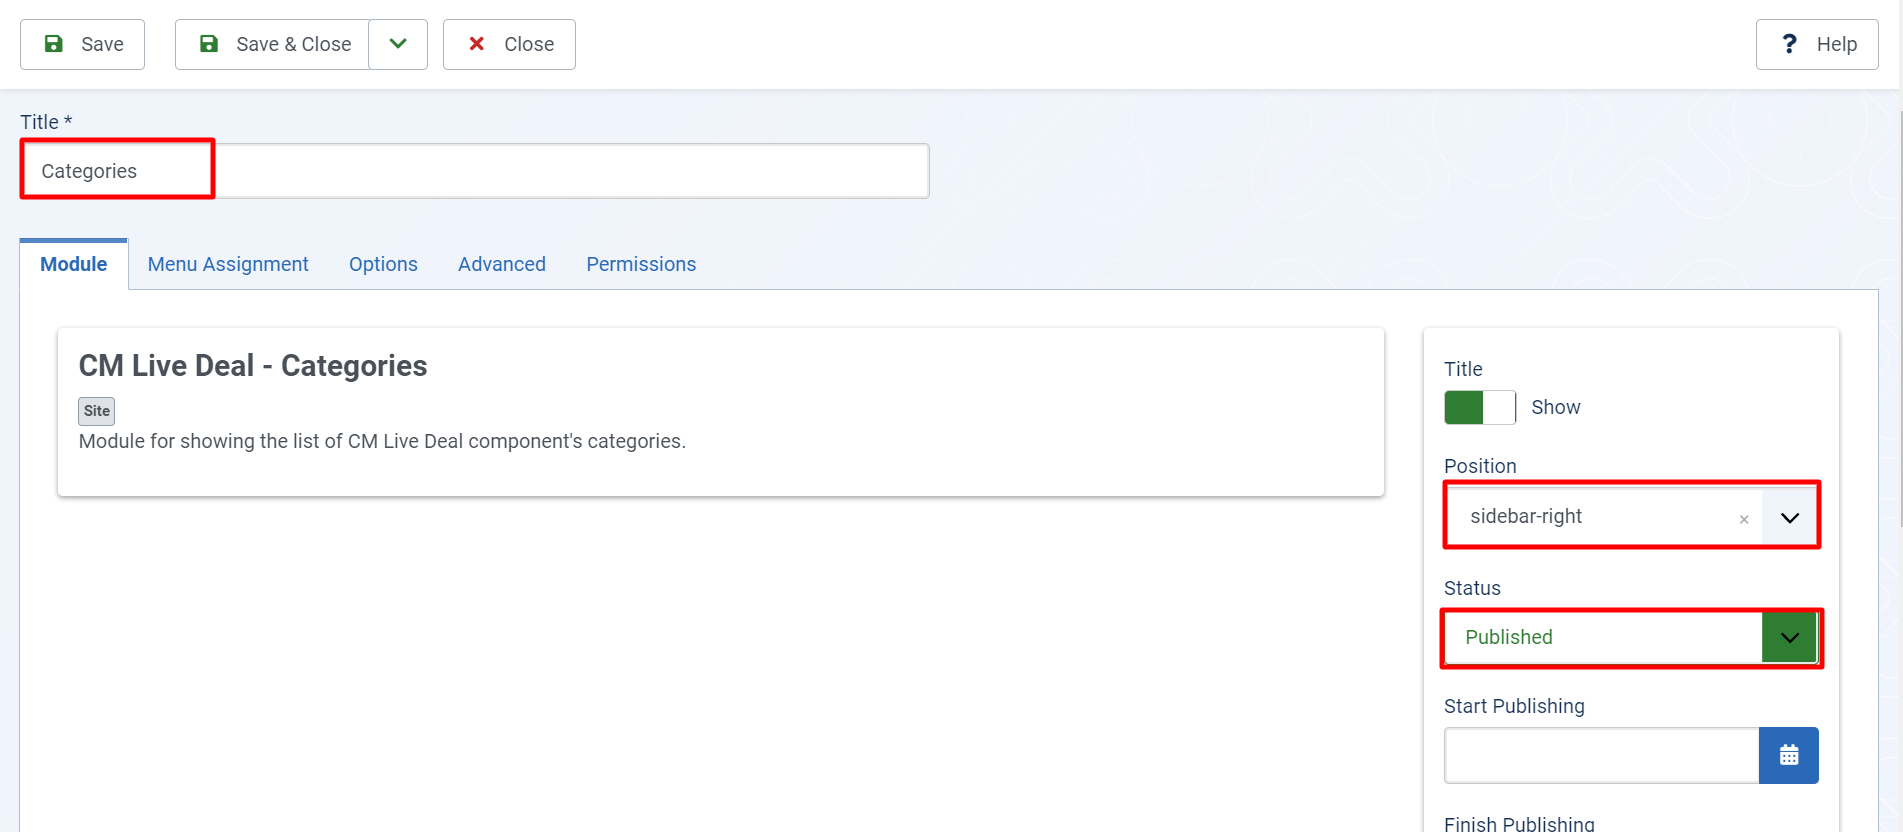 Save
Save & Close
Close
? Help
Title *
Categories
Module
Menu Assignment
Options
Advanced
Permissions
CM Live Deal - Categories
Site
Module for showing the list of CM Live Deal component's categories.
Title
Show
Position
sidebar-right ×
Status
Published
Start Publishing
Finish Publishing